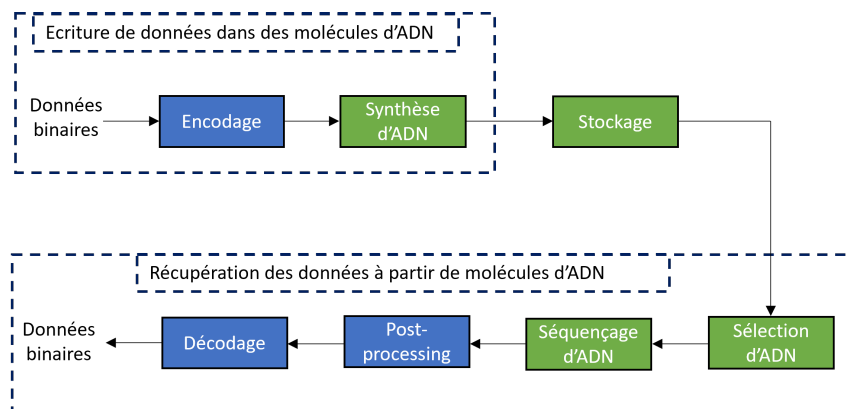 Ecriture de données dans des molécules d’ADN
Données
binaires
Encodage
Synthèse
d’ADN
Stockage
Récupération des données à partir de molécules d’ADN
Données
binaires
Décodage
Post-
processing
Séquençage
d’ADN
Sélection
d’ADN